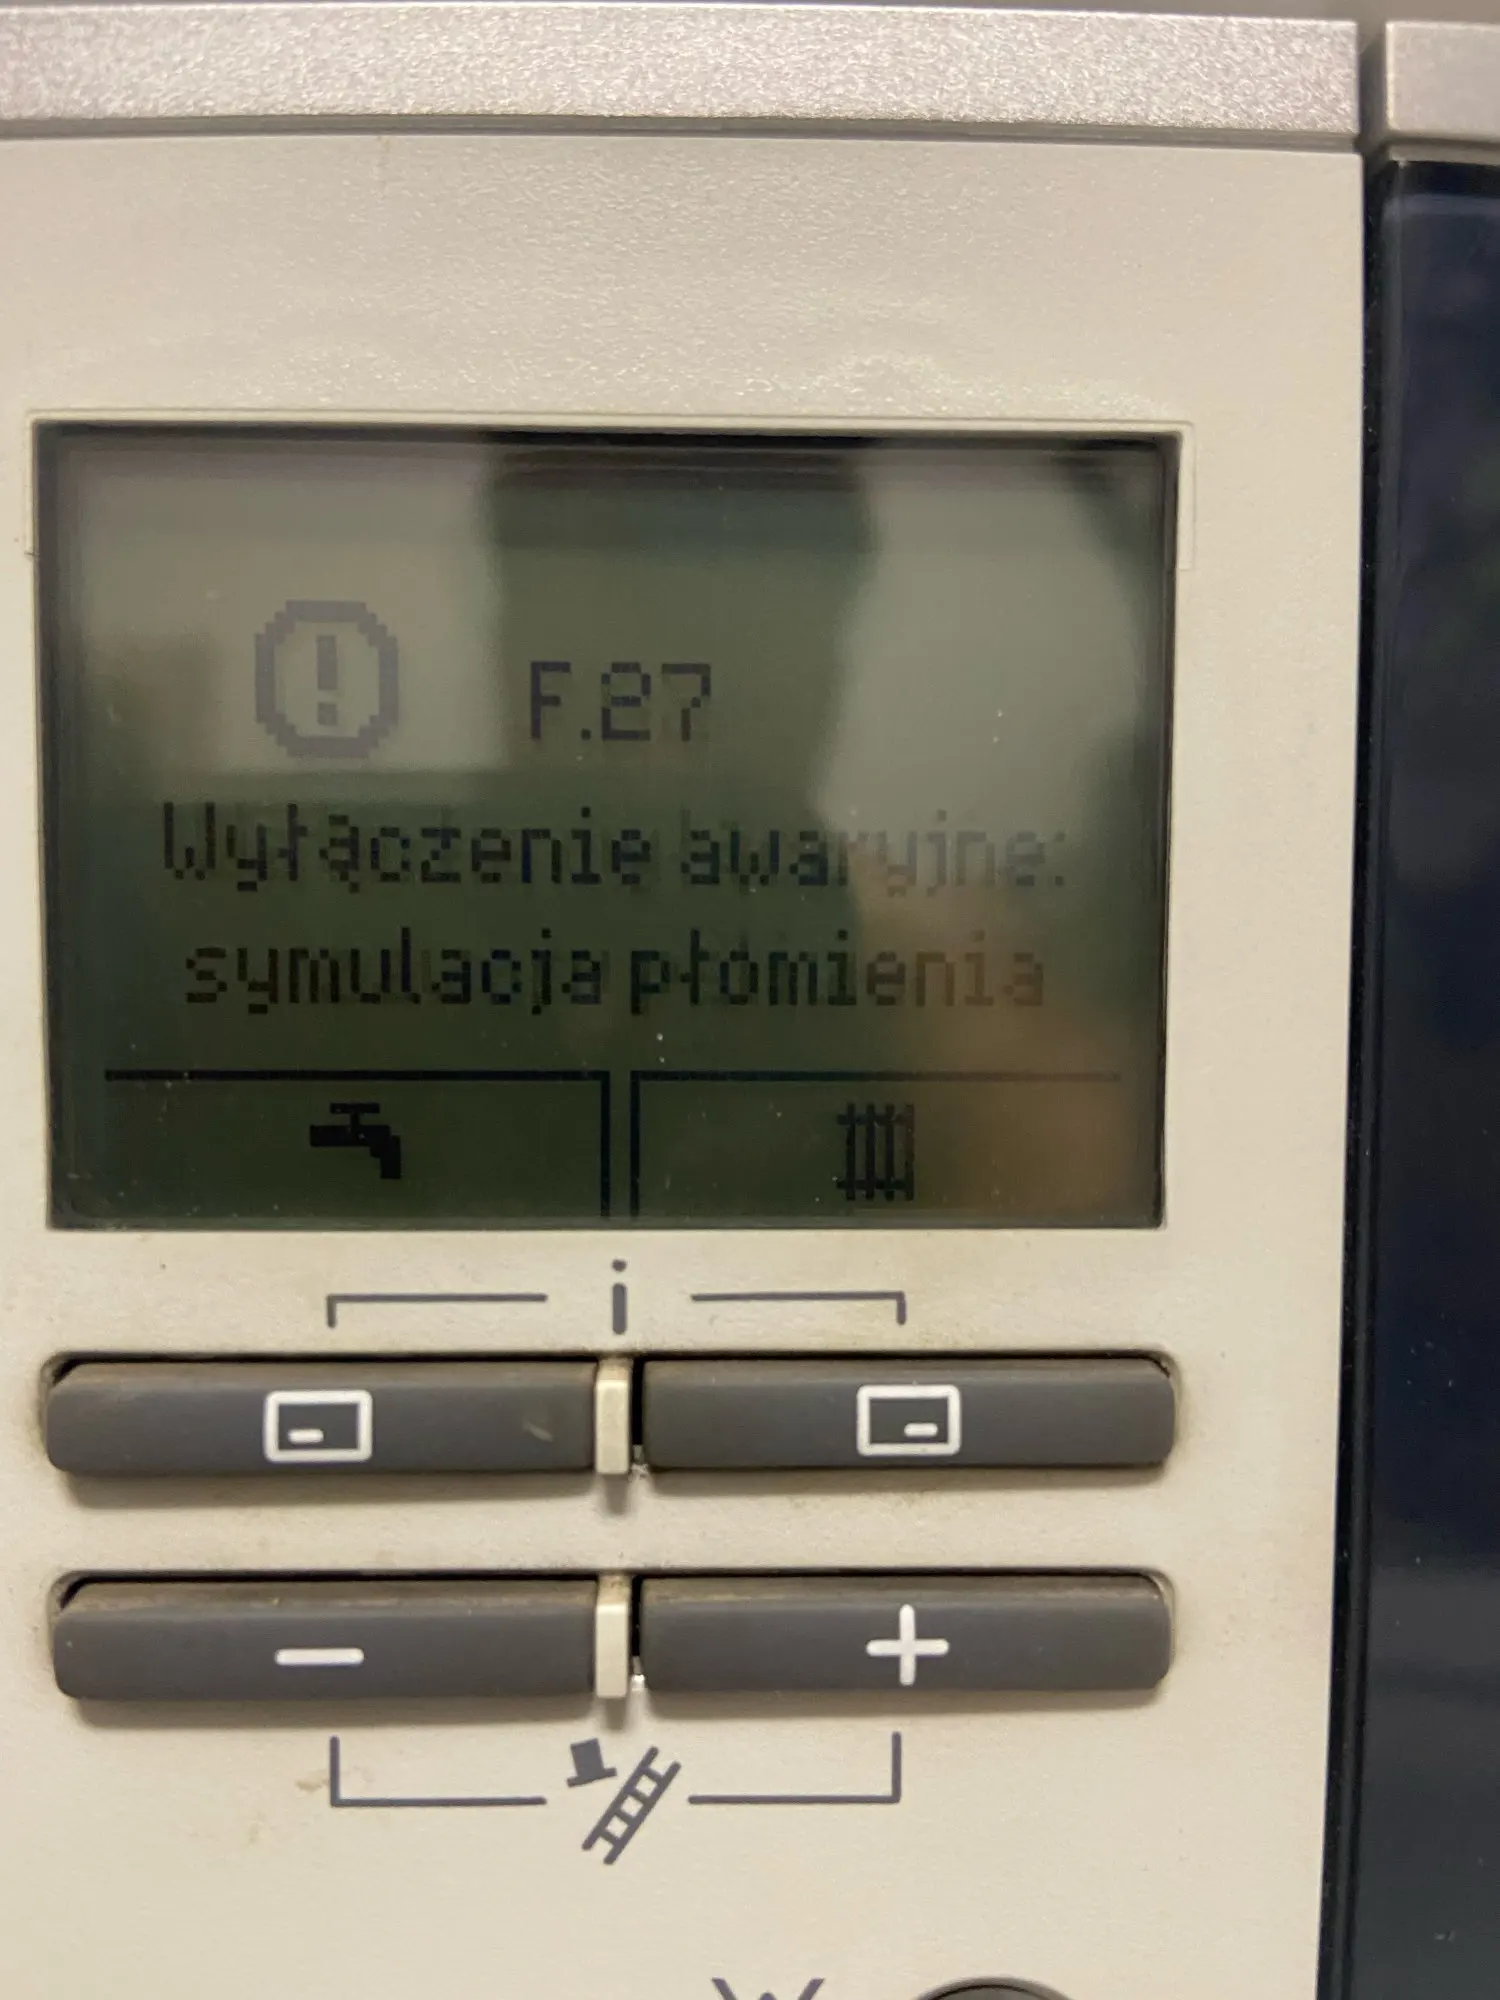 F.27
Wyłączenie awaryjne:
symulacja płomienia
i
− +